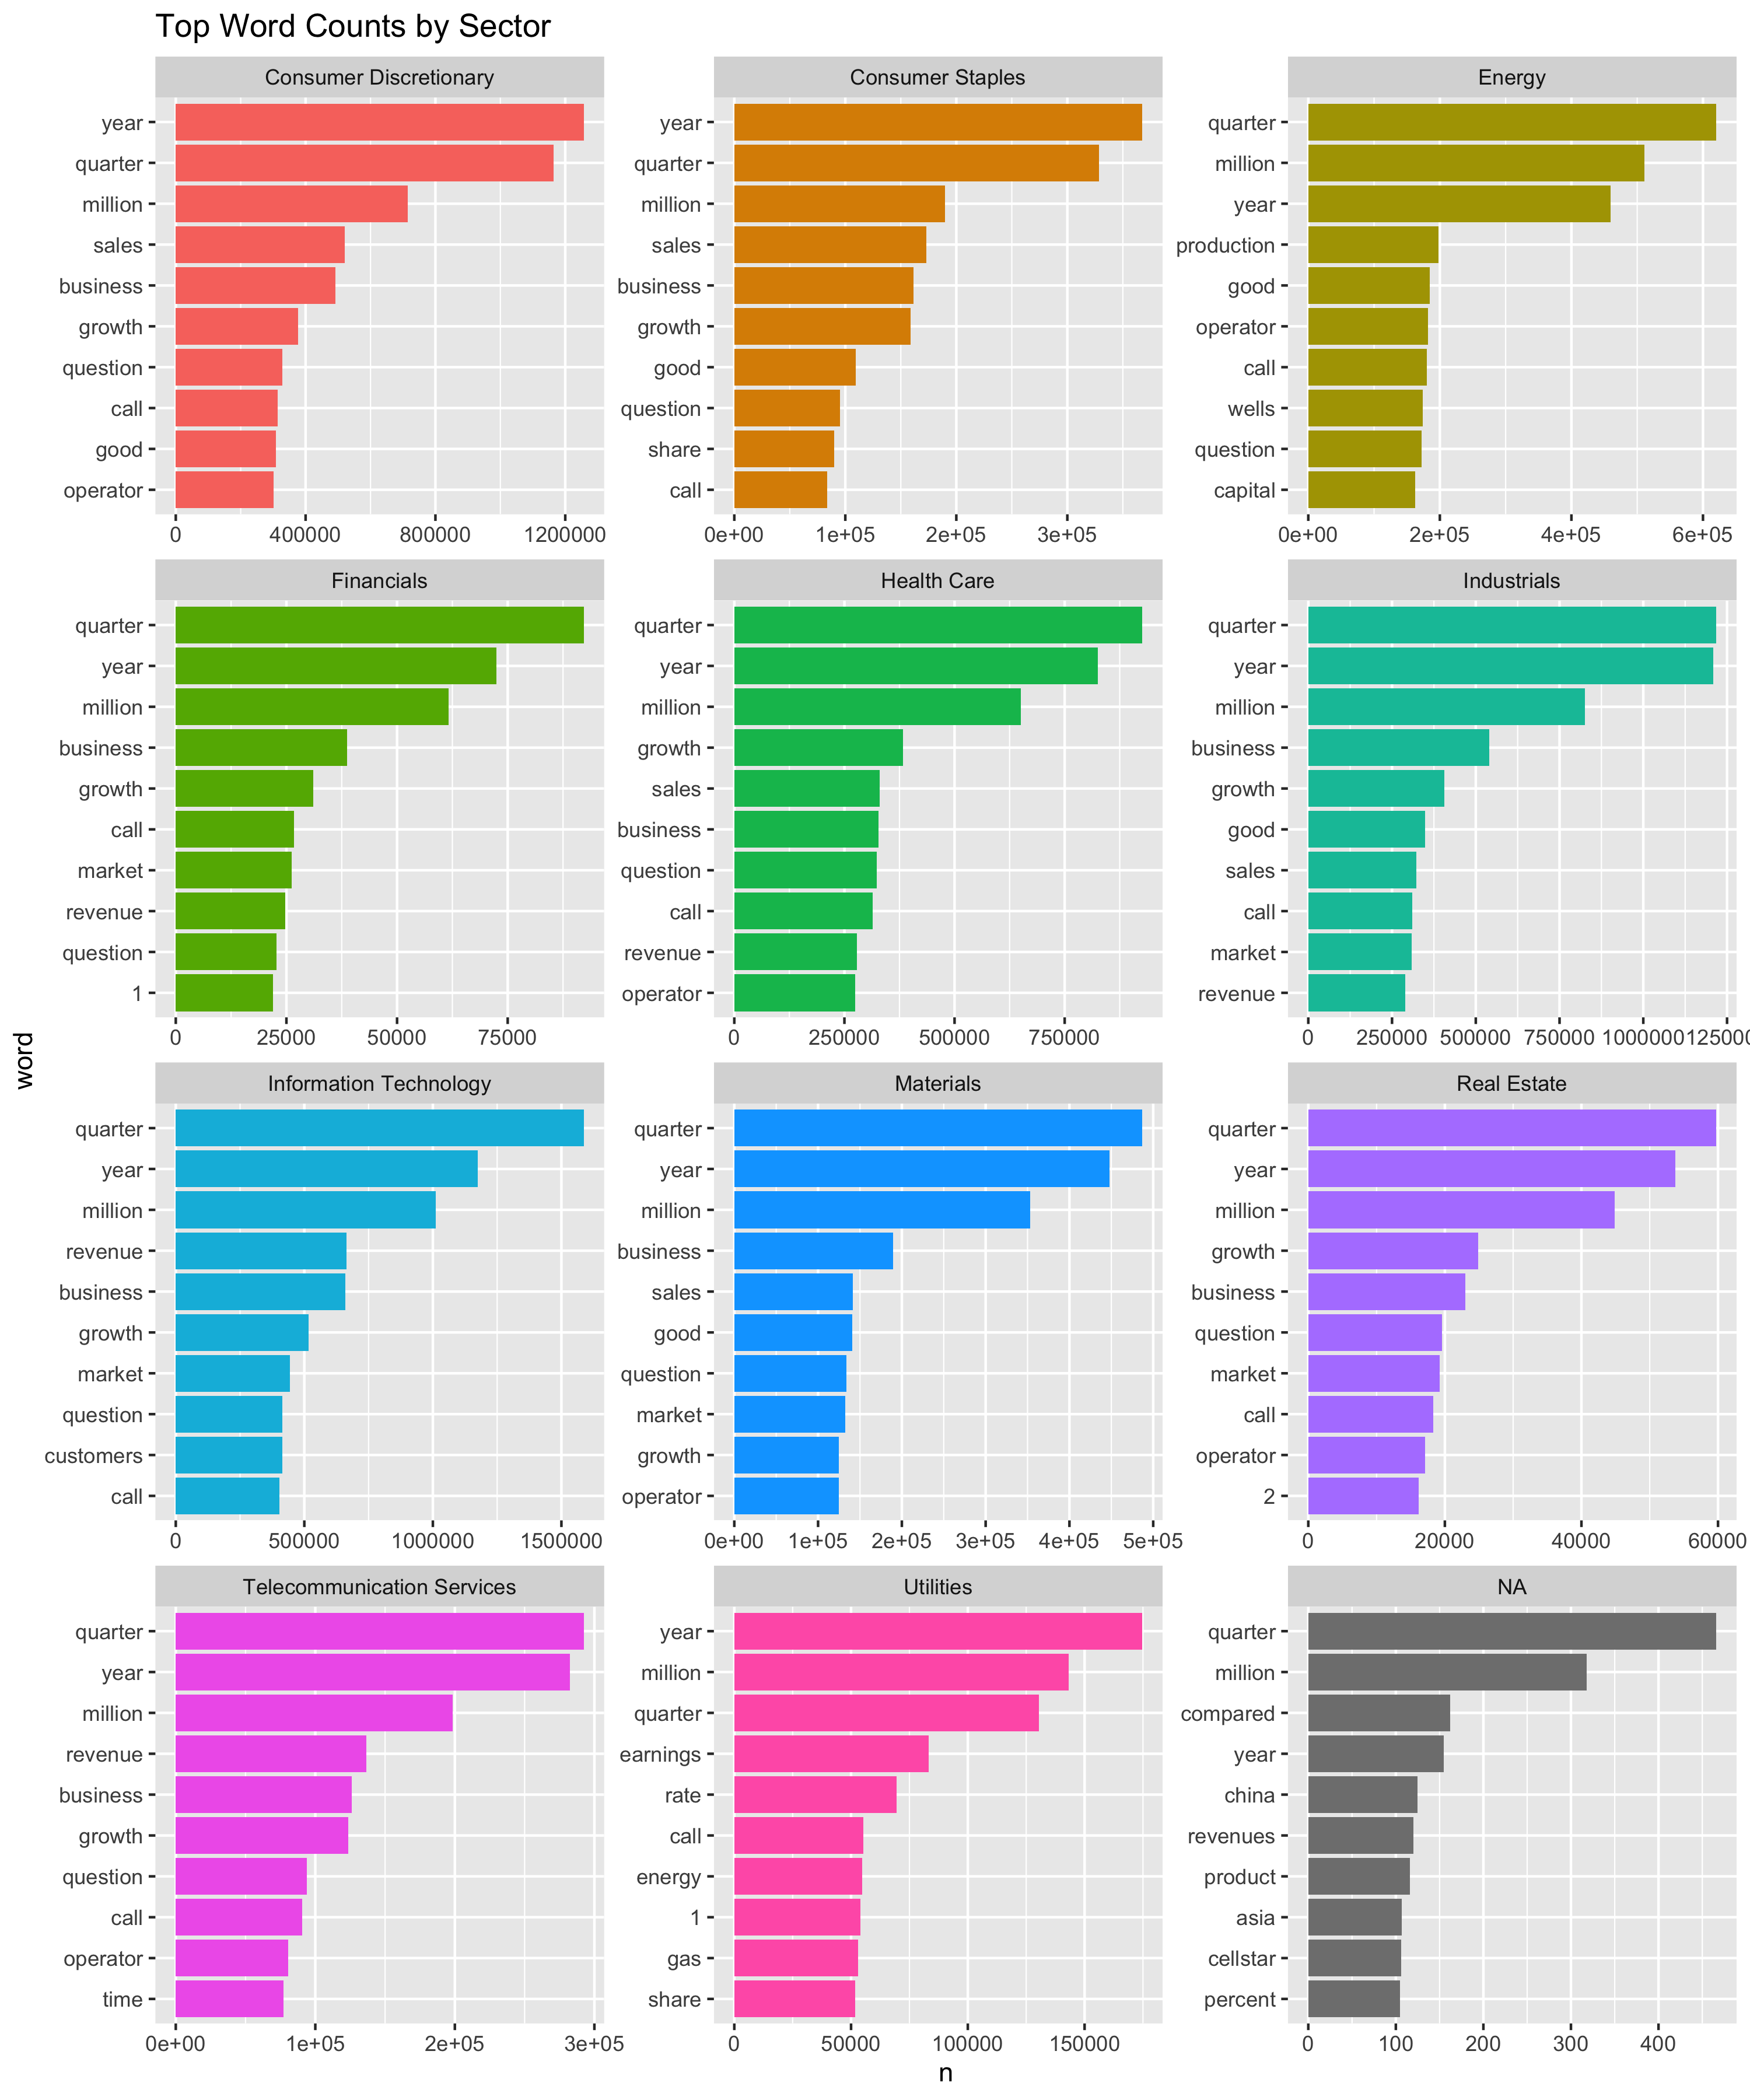 Top Word Counts by Sector
Consumer Discretionary
year
quarter
million
sales
business
growth
question
call
good
operator
0 400000 800000 1200000
Consumer Staples
year
quarter
million
sales
business
growth
good
question
share
call
0e+00 1e+05 2e+05 3e+05
Energy
quarter
million
year
production
good
operator
call
wells
question
capital
0e+00 2e+05 4e+05 6e+05
Financials
quarter
year
million
business
growth
call
market
revenue
question
1
0 25000 50000 75000
Health Care
quarter
year
million
growth
sales
business
question
call
revenue
operator
0 250000 500000 750000
Industrials
quarter
year
million
business
growth
good
sales
call
market
revenue
0 250000 500000 750000 1000000 125000
word
Information Technology
quarter
year
million
revenue
business
growth
market
question
customers
call
0 500000 1000000 1500000
Materials
quarter
year
million
business
sales
good
question
market
growth
operator
0e+00 1e+05 2e+05 3e+05 4e+05 5e+05
Real Estate
quarter
year
million
growth
business
question
market
call
operator
2
0 20000 40000 60000
Telecommunication Services
quarter
year
million
revenue
business
growth
question
call
operator
time
0e+00 1e+05 2e+05 3e+05
Utilities
year
million
quarter
earnings
rate
call
energy
1
gas
share
0 50000 100000 150000
NA
quarter
million
compared
year
china
revenues
product
asia
cellstar
percent
0 100 200 300 400
n